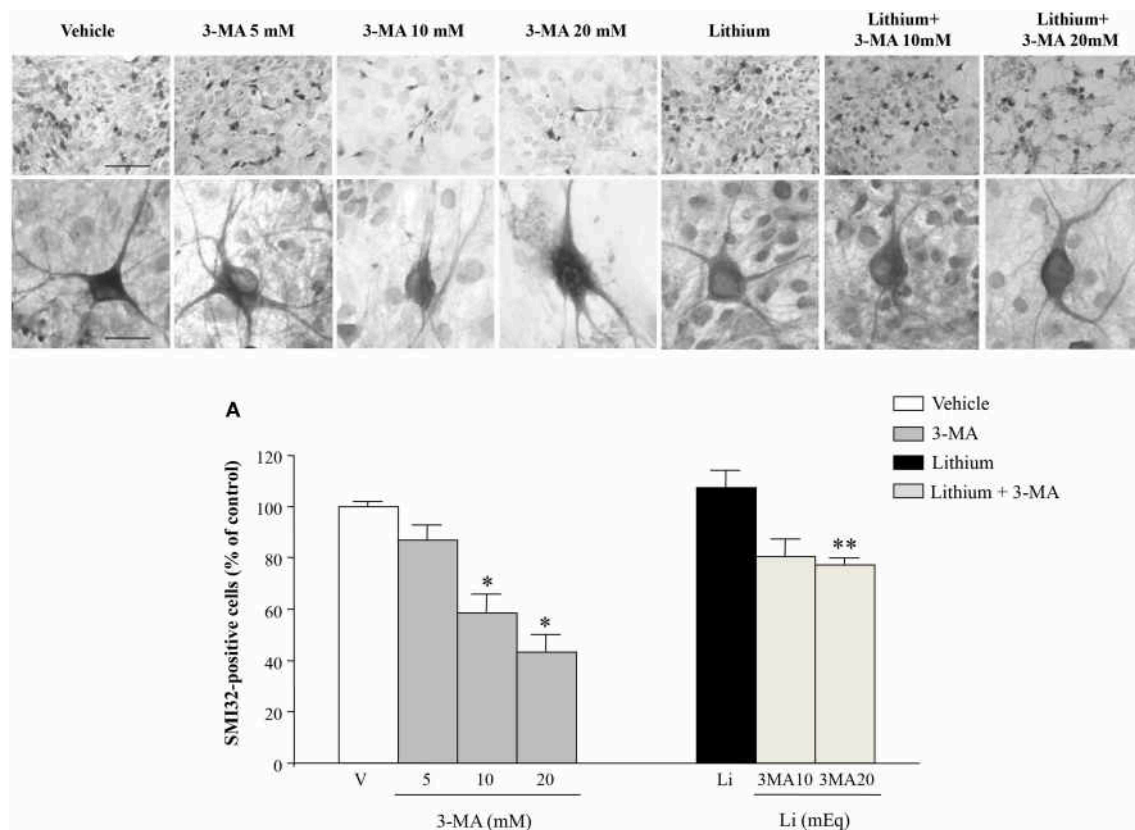 Vehicle 3-MA 5 mM 3-MA 10 mM 3-MA 20 mM Lithium Lithium+ 3-MA 10mM Lithium+ 3-MA 20mM
A
Vehicle
3-MA
Lithium
Lithium + 3-MA
SMI32-positive cells (% of control)
120
100
80
60
40
20
0
*
*
**
V 5 10 20 Li 3MA10 3MA20
3-MA (mM) Li (mEq)